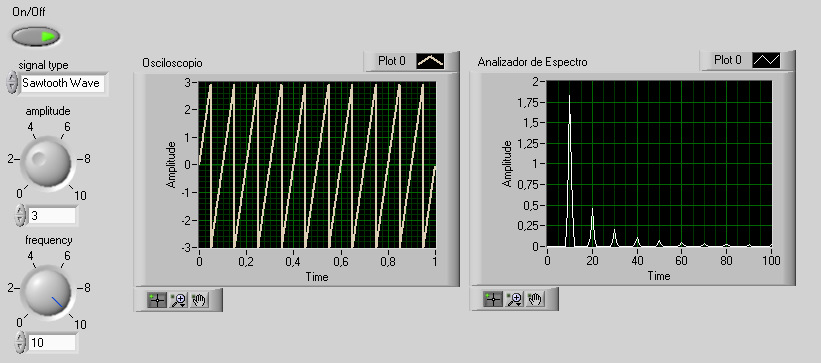 On/Off
signal type
Sawtooth Wave
amplitude
4 6
2 8
0 10
3
frequency
4 6
2 8
0 10
10
Osciloscopio
Plot 0
Amplitude
3
2
1
0
-1
-2
-3
0 0,2 0,4 0,6 0,8 1
Time
Analizador de Espectro
Plot 0
Amplitude
2
1,75
1,5
1,25
1
0,75
0,5
0,25
0
0 20 40 60 80 100
Time